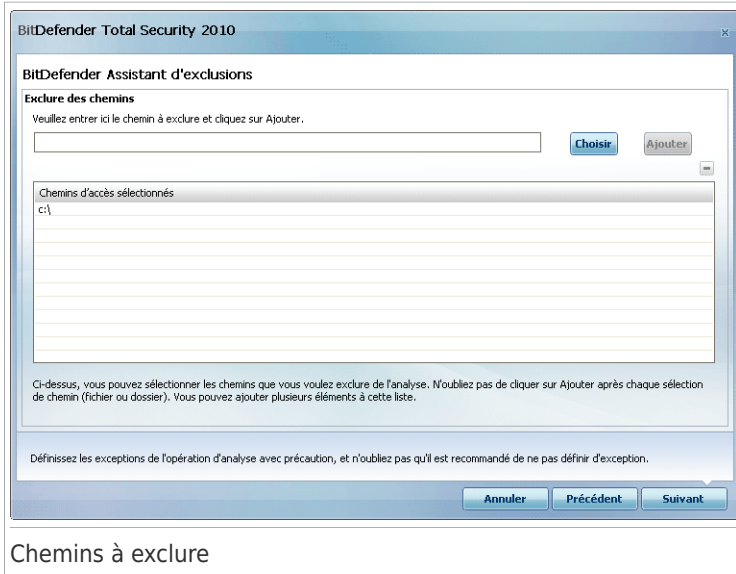 BitDefender Total Security 2010
BitDefender Assistant d'exclusions
Exclure des chemins
Veuillez entrer ici le chemin à exclure et cliquez sur Ajouter.
Choisir
Ajouter
Chemins d'accès sélectionnés
c:\
Ci-dessus, vous pouvez sélectionner les chemins que vous voulez exclure de l'analyse. N'oubliez pas de cliquer sur Ajouter après chaque sélection
de chemin (fichier ou dossier). Vous pouvez ajouter plusieurs éléments à cette liste.
Définissez les exceptions de l'opération d'analyse avec précaution, et n'oubliez pas qu'il est recommandé de ne pas définir d'exception.
Annuler
Précédent
Suivant
Chemins à exclure